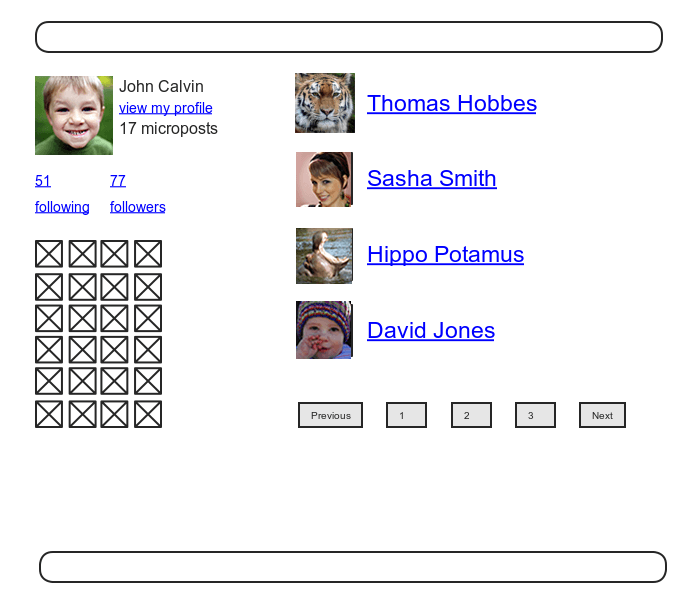 John Calvin
view my profile
17 microposts
51
77
following
followers
Thomas Hobbes
Sasha Smith
Hippo Potamus
David Jones
Previous
1
2
3
Next